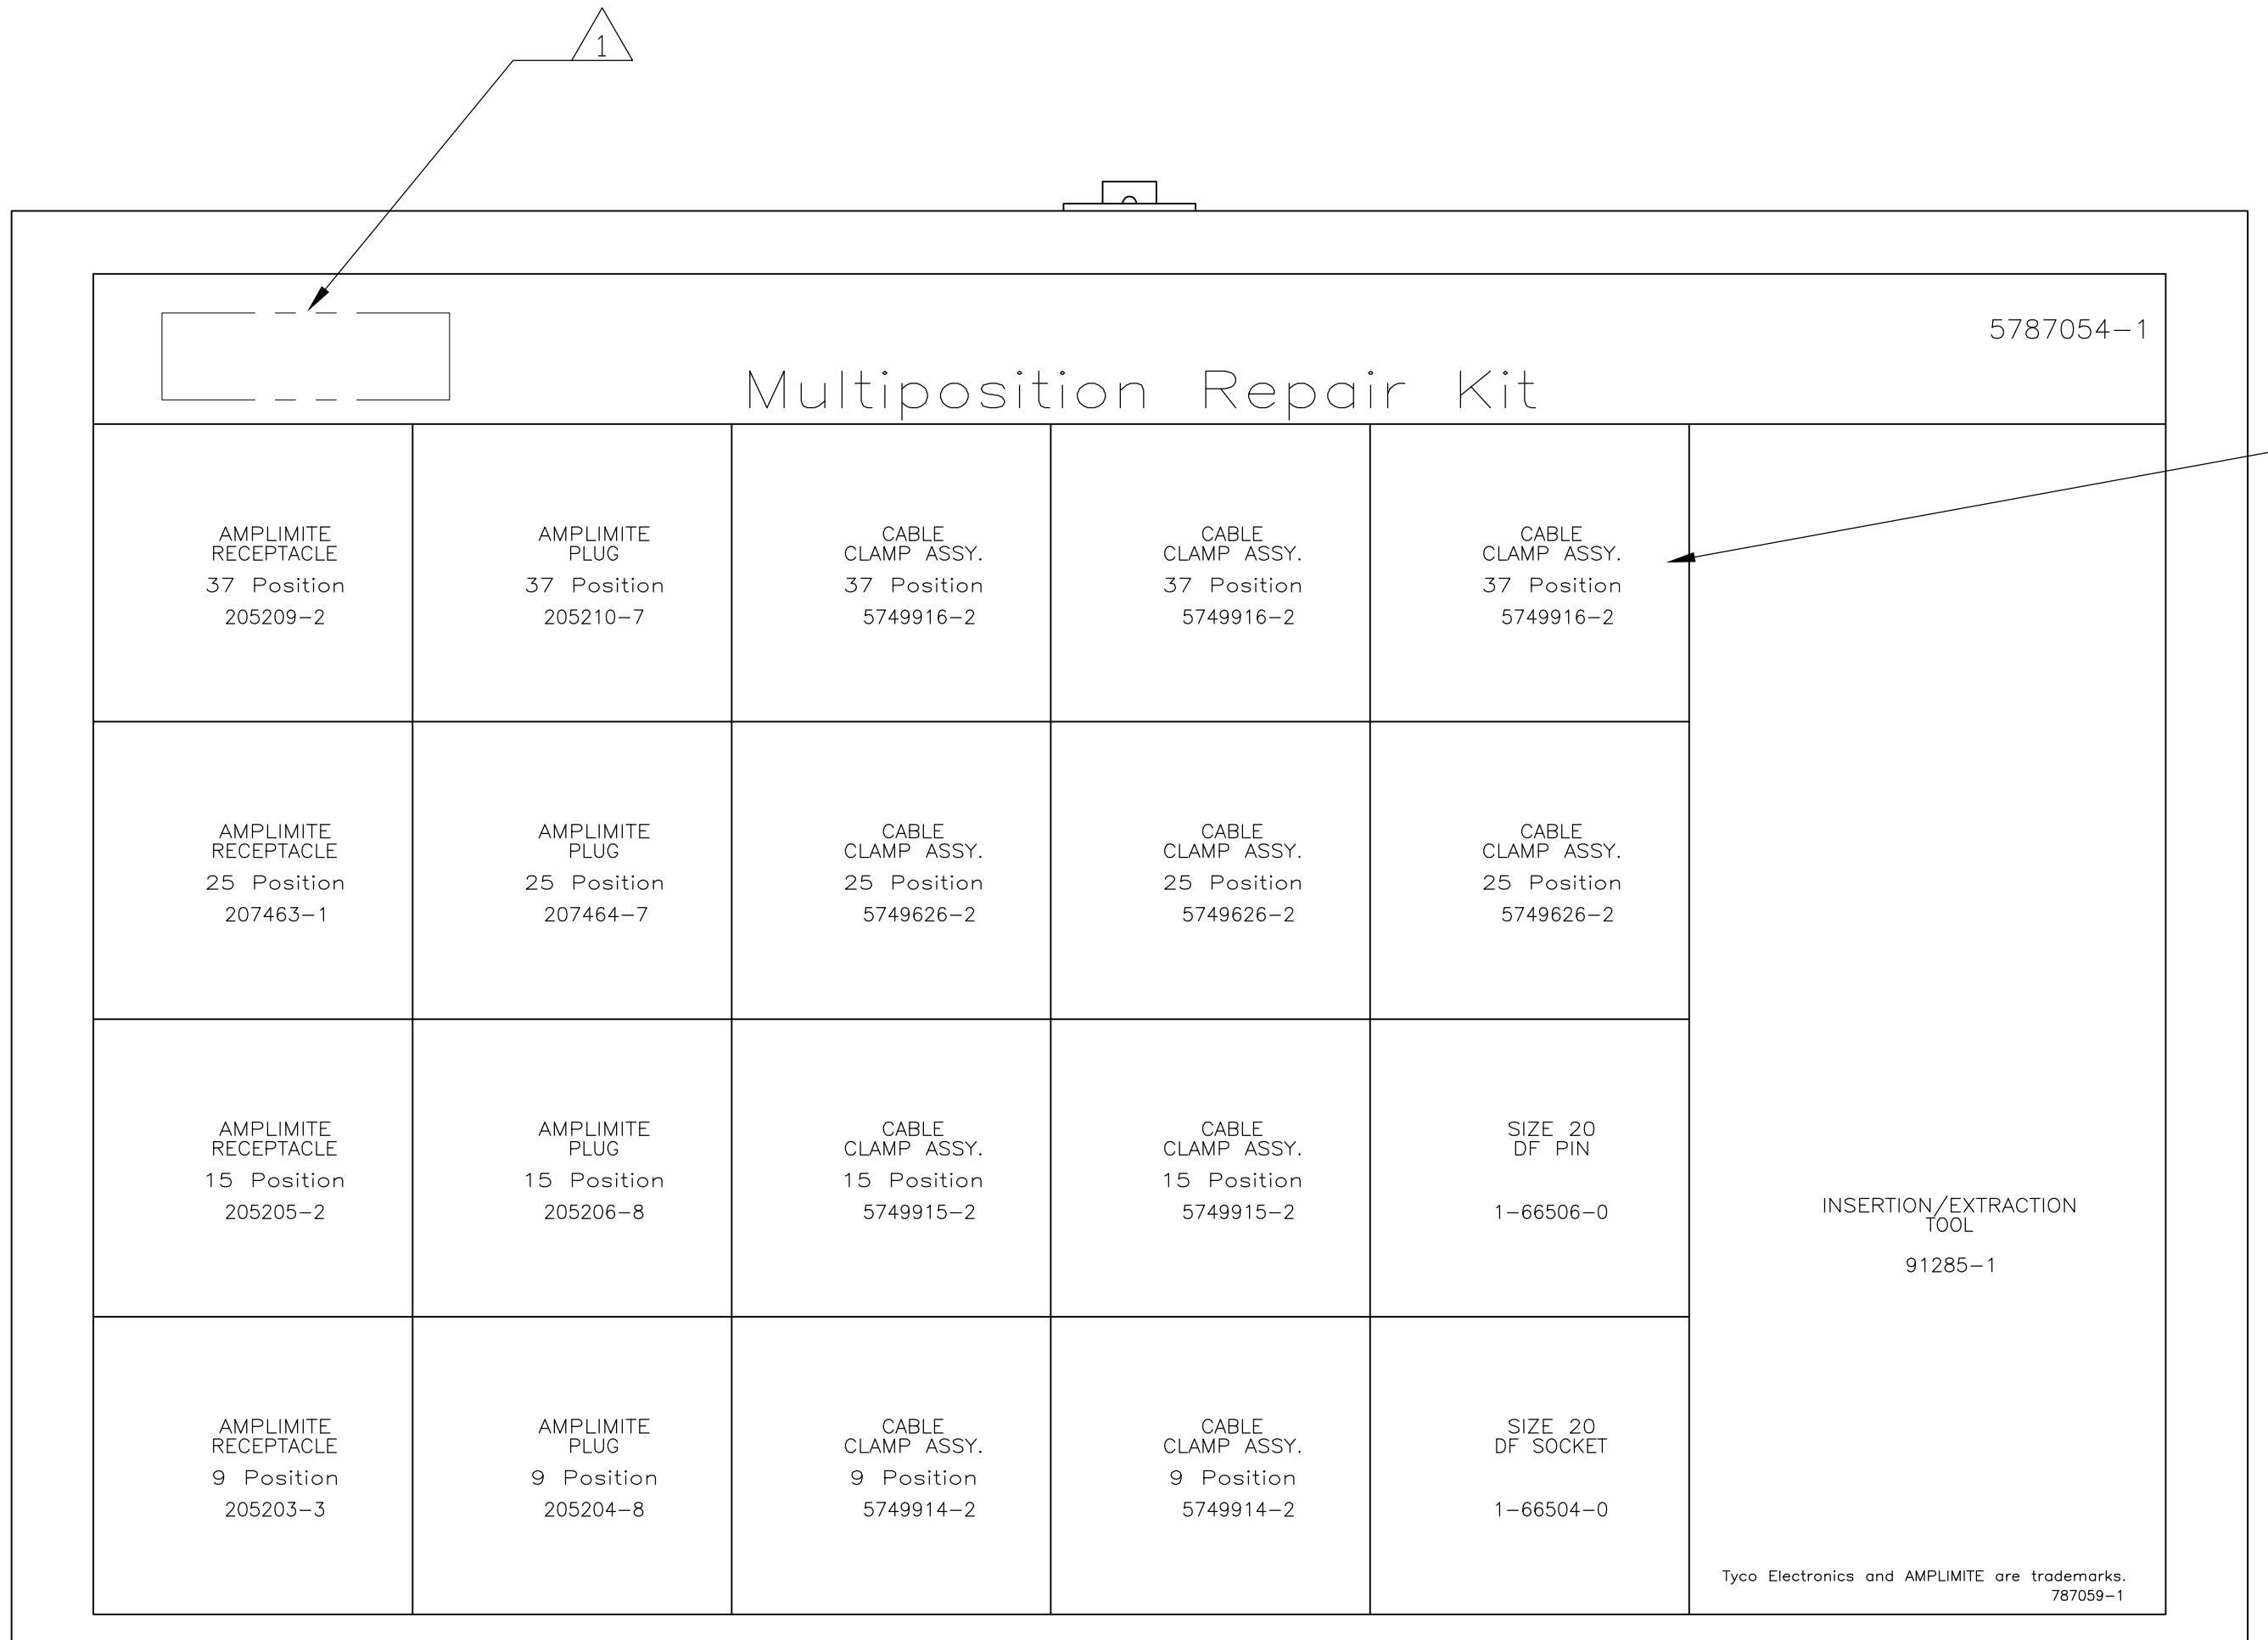 1
5787054-1
Multiposition Repair Kit
AMPLIMITE
RECEPTACLE
37 Position
205209-2
AMPLIMITE
PLUG
37 Position
205210-7
CABLE
CLAMP ASSY.
37 Position
5749916-2
CABLE
CLAMP ASSY.
37 Position
5749916-2
CABLE
CLAMP ASSY.
37 Position
5749916-2
AMPLIMITE
RECEPTACLE
25 Position
207463-1
AMPLIMITE
PLUG
25 Position
207464-7
CABLE
CLAMP ASSY.
25 Position
5749626-2
CABLE
CLAMP ASSY.
25 Position
5749626-2
CABLE
CLAMP ASSY.
25 Position
5749626-2
AMPLIMITE
RECEPTACLE
15 Position
205205-2
AMPLIMITE
PLUG
15 Position
205206-8
CABLE
CLAMP ASSY.
15 Position
5749915-2
CABLE
CLAMP ASSY.
15 Position
5749915-2
SIZE 20
DF PIN
1-66506-0
INSERTION/EXTRACTION
TOOL
91285-1
AMPLIMITE
RECEPTACLE
9 Position
205203-3
AMPLIMITE
PLUG
9 Position
205204-8
CABLE
CLAMP ASSY.
9 Position
5749914-2
CABLE
CLAMP ASSY.
9 Position
5749914-2
SIZE 20
DF SOCKET
1-66504-0
Tyco Electronics and AMPLIMITE are trademarks.
787059-1